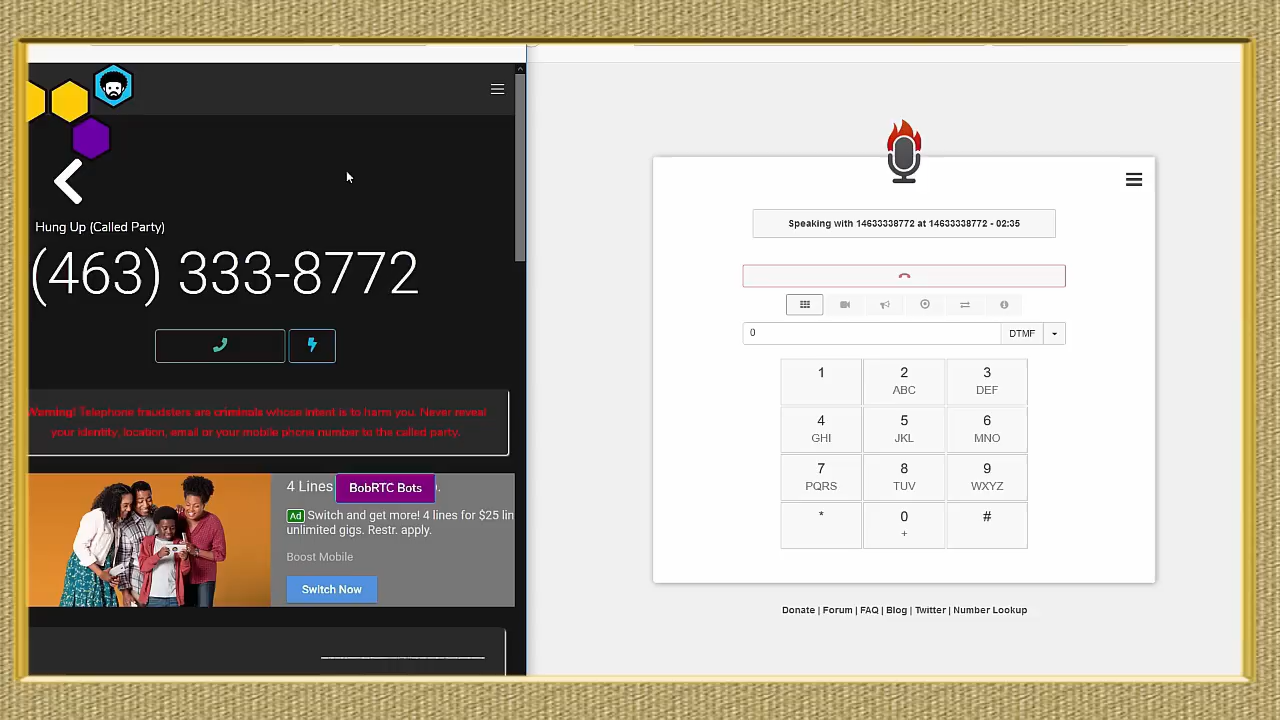 Hung Up (Called Party)
(463) 333-8772
Warning! Telephone fraudsters are criminals whose intent is to harm you. Never reveal
your identity, location, email or your mobile phone number to the called party.
4 Lines
BobRTC Bots
Ad Switch and get more! 4 lines for $25 lin
unlimited gigs. Restr. apply.
Boost Mobile
Switch Now
Speaking with 14633338772 at 14633338772 - 02:35
0
DTMF
1
2
3
ABC
DEF
4
5
6
GHI
JKL
MNO
7
8
9
PQRS
TUV
WXYZ
*
0
#
+
Donate | Forum | FAQ | Blog | Twitter | Number Lookup